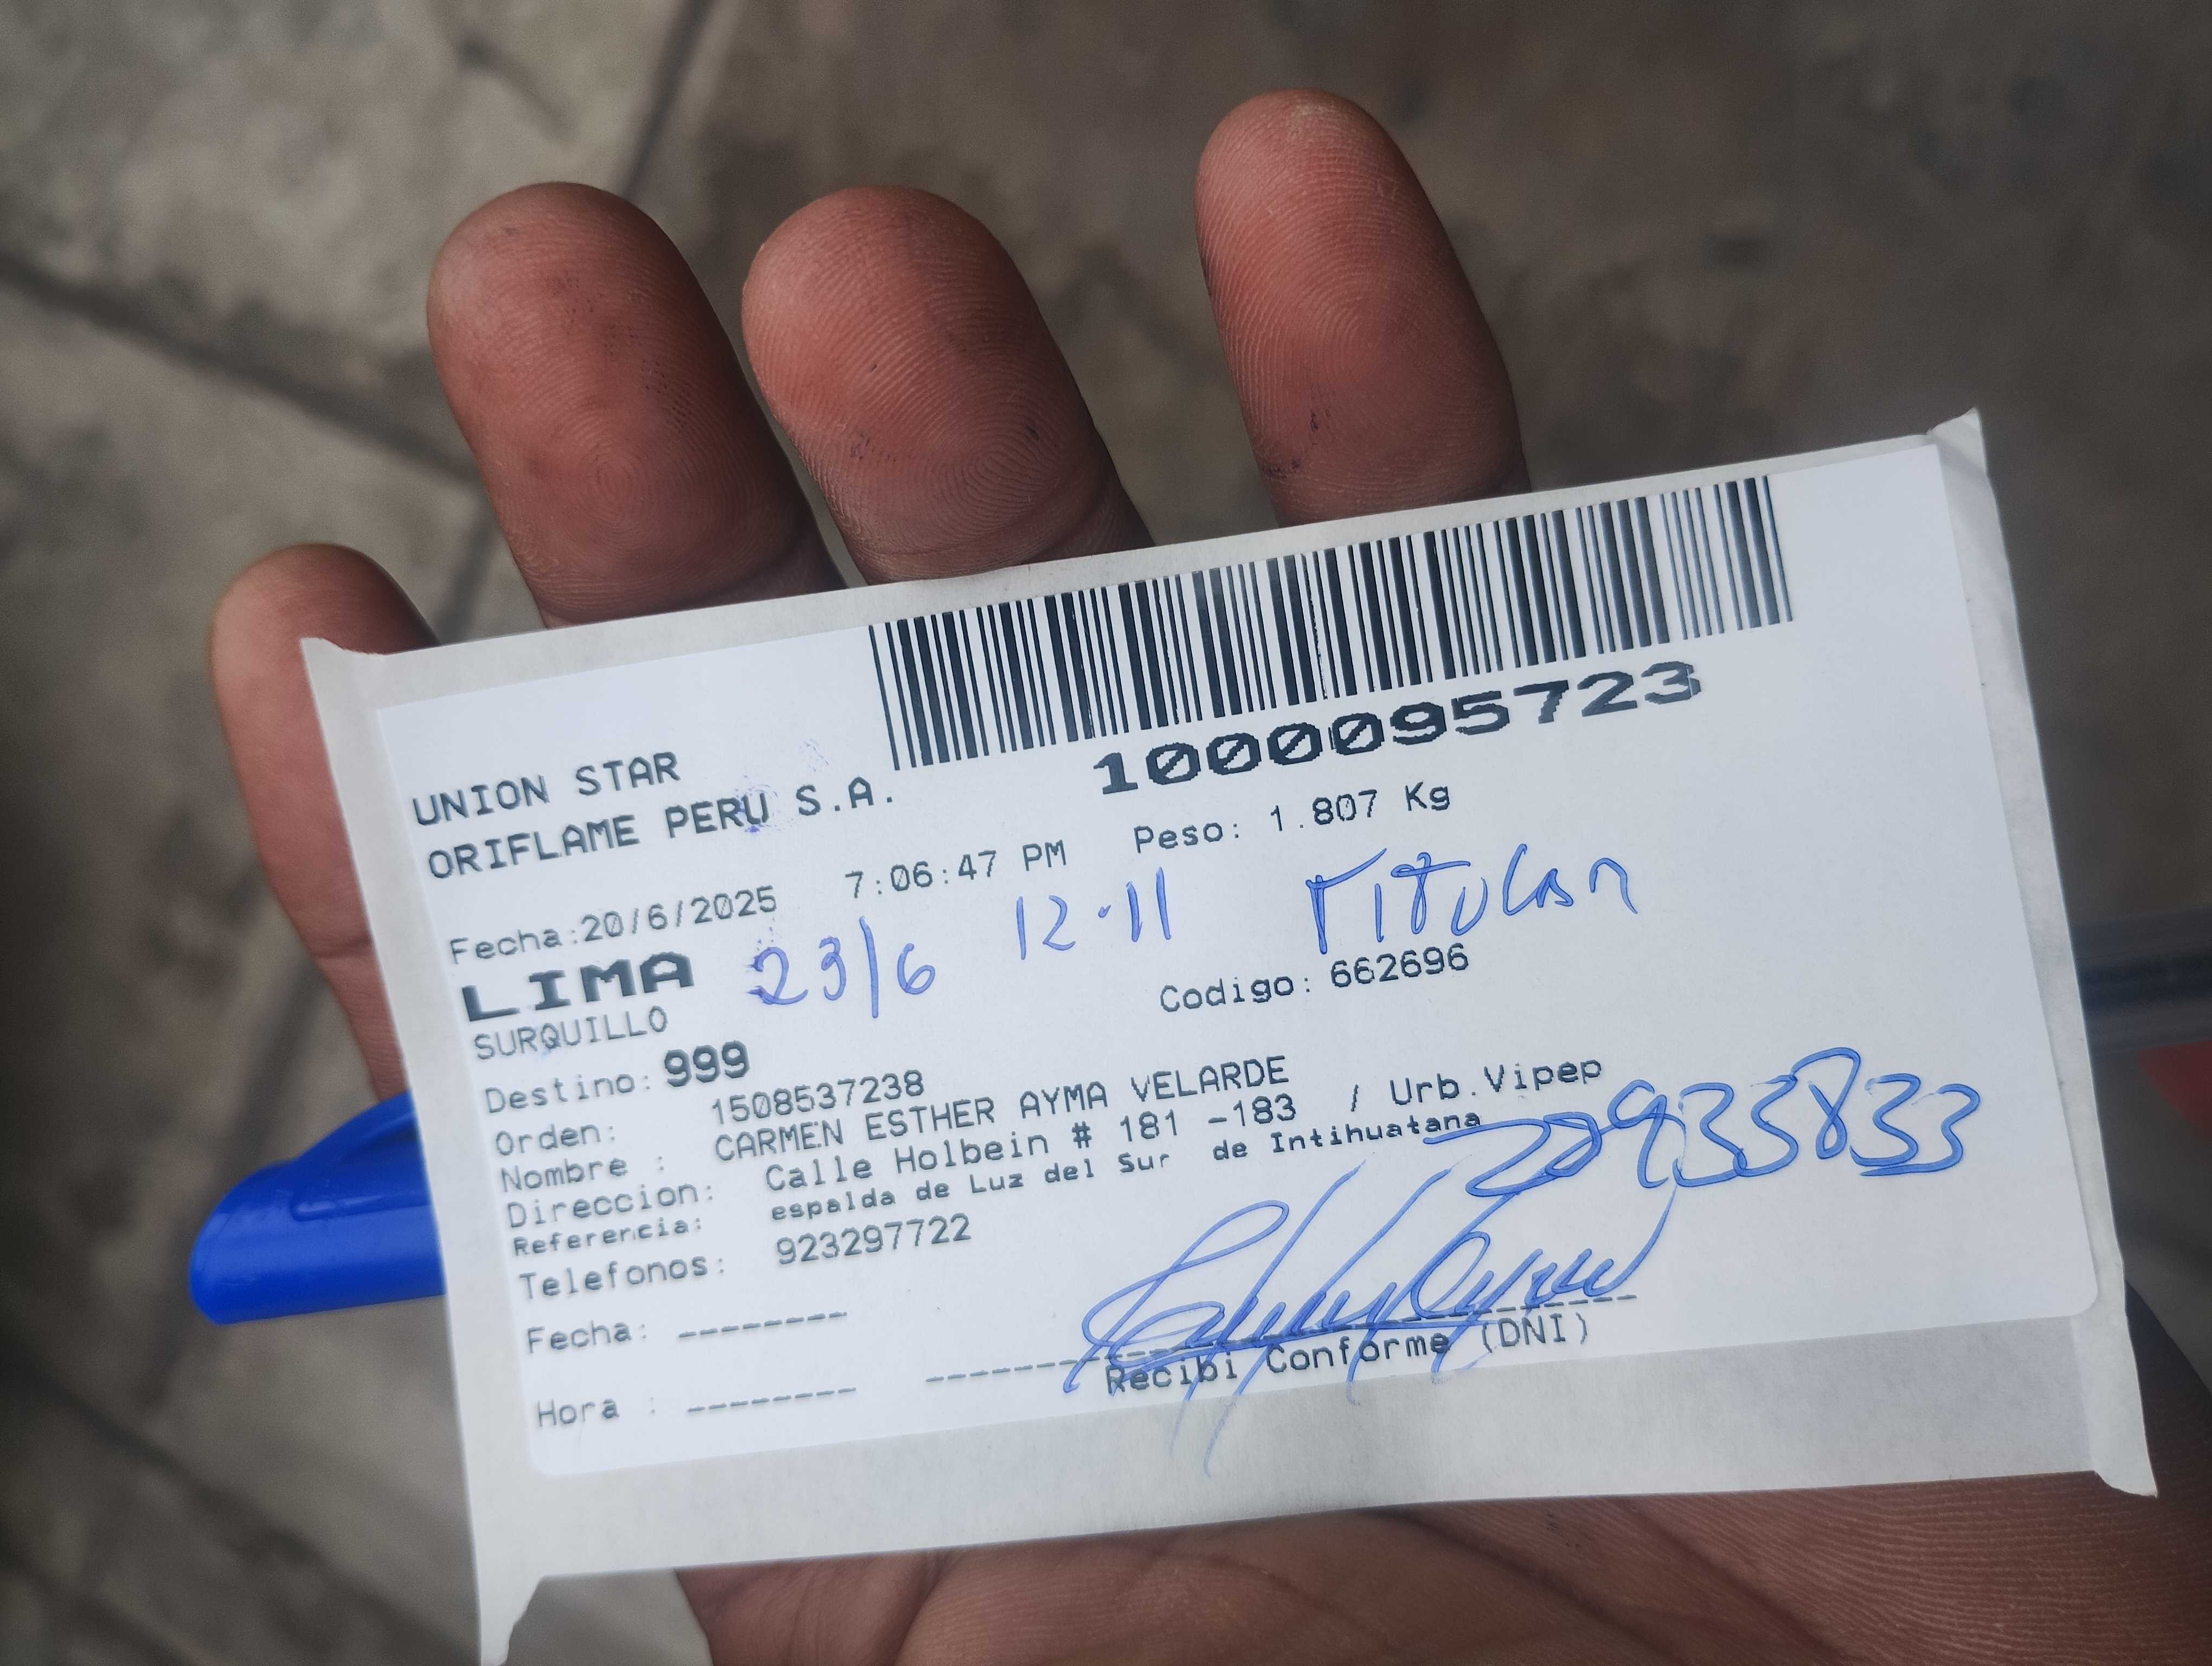 1000095723
UNION STAR
ORIFLAME PERU S.A.
Fecha:20/6/2025 7:06:47 PM Peso: 1.807 Kg
LIMA 23/6 12-11 TITULAR
SURQUILLO Codigo: 662696
Destino: 999
Orden: 1508537238
Nombre : CARMEN ESTHER AYMA VELARDE
Direccion: Calle Holbein # 181 -183 / Urb.Vipep
Referencia: espalda de Luz del Sur de Intihuatana
Telefonos: 923297722
Fecha: --------
Hora : --------
Recibi Conforme (DNI)